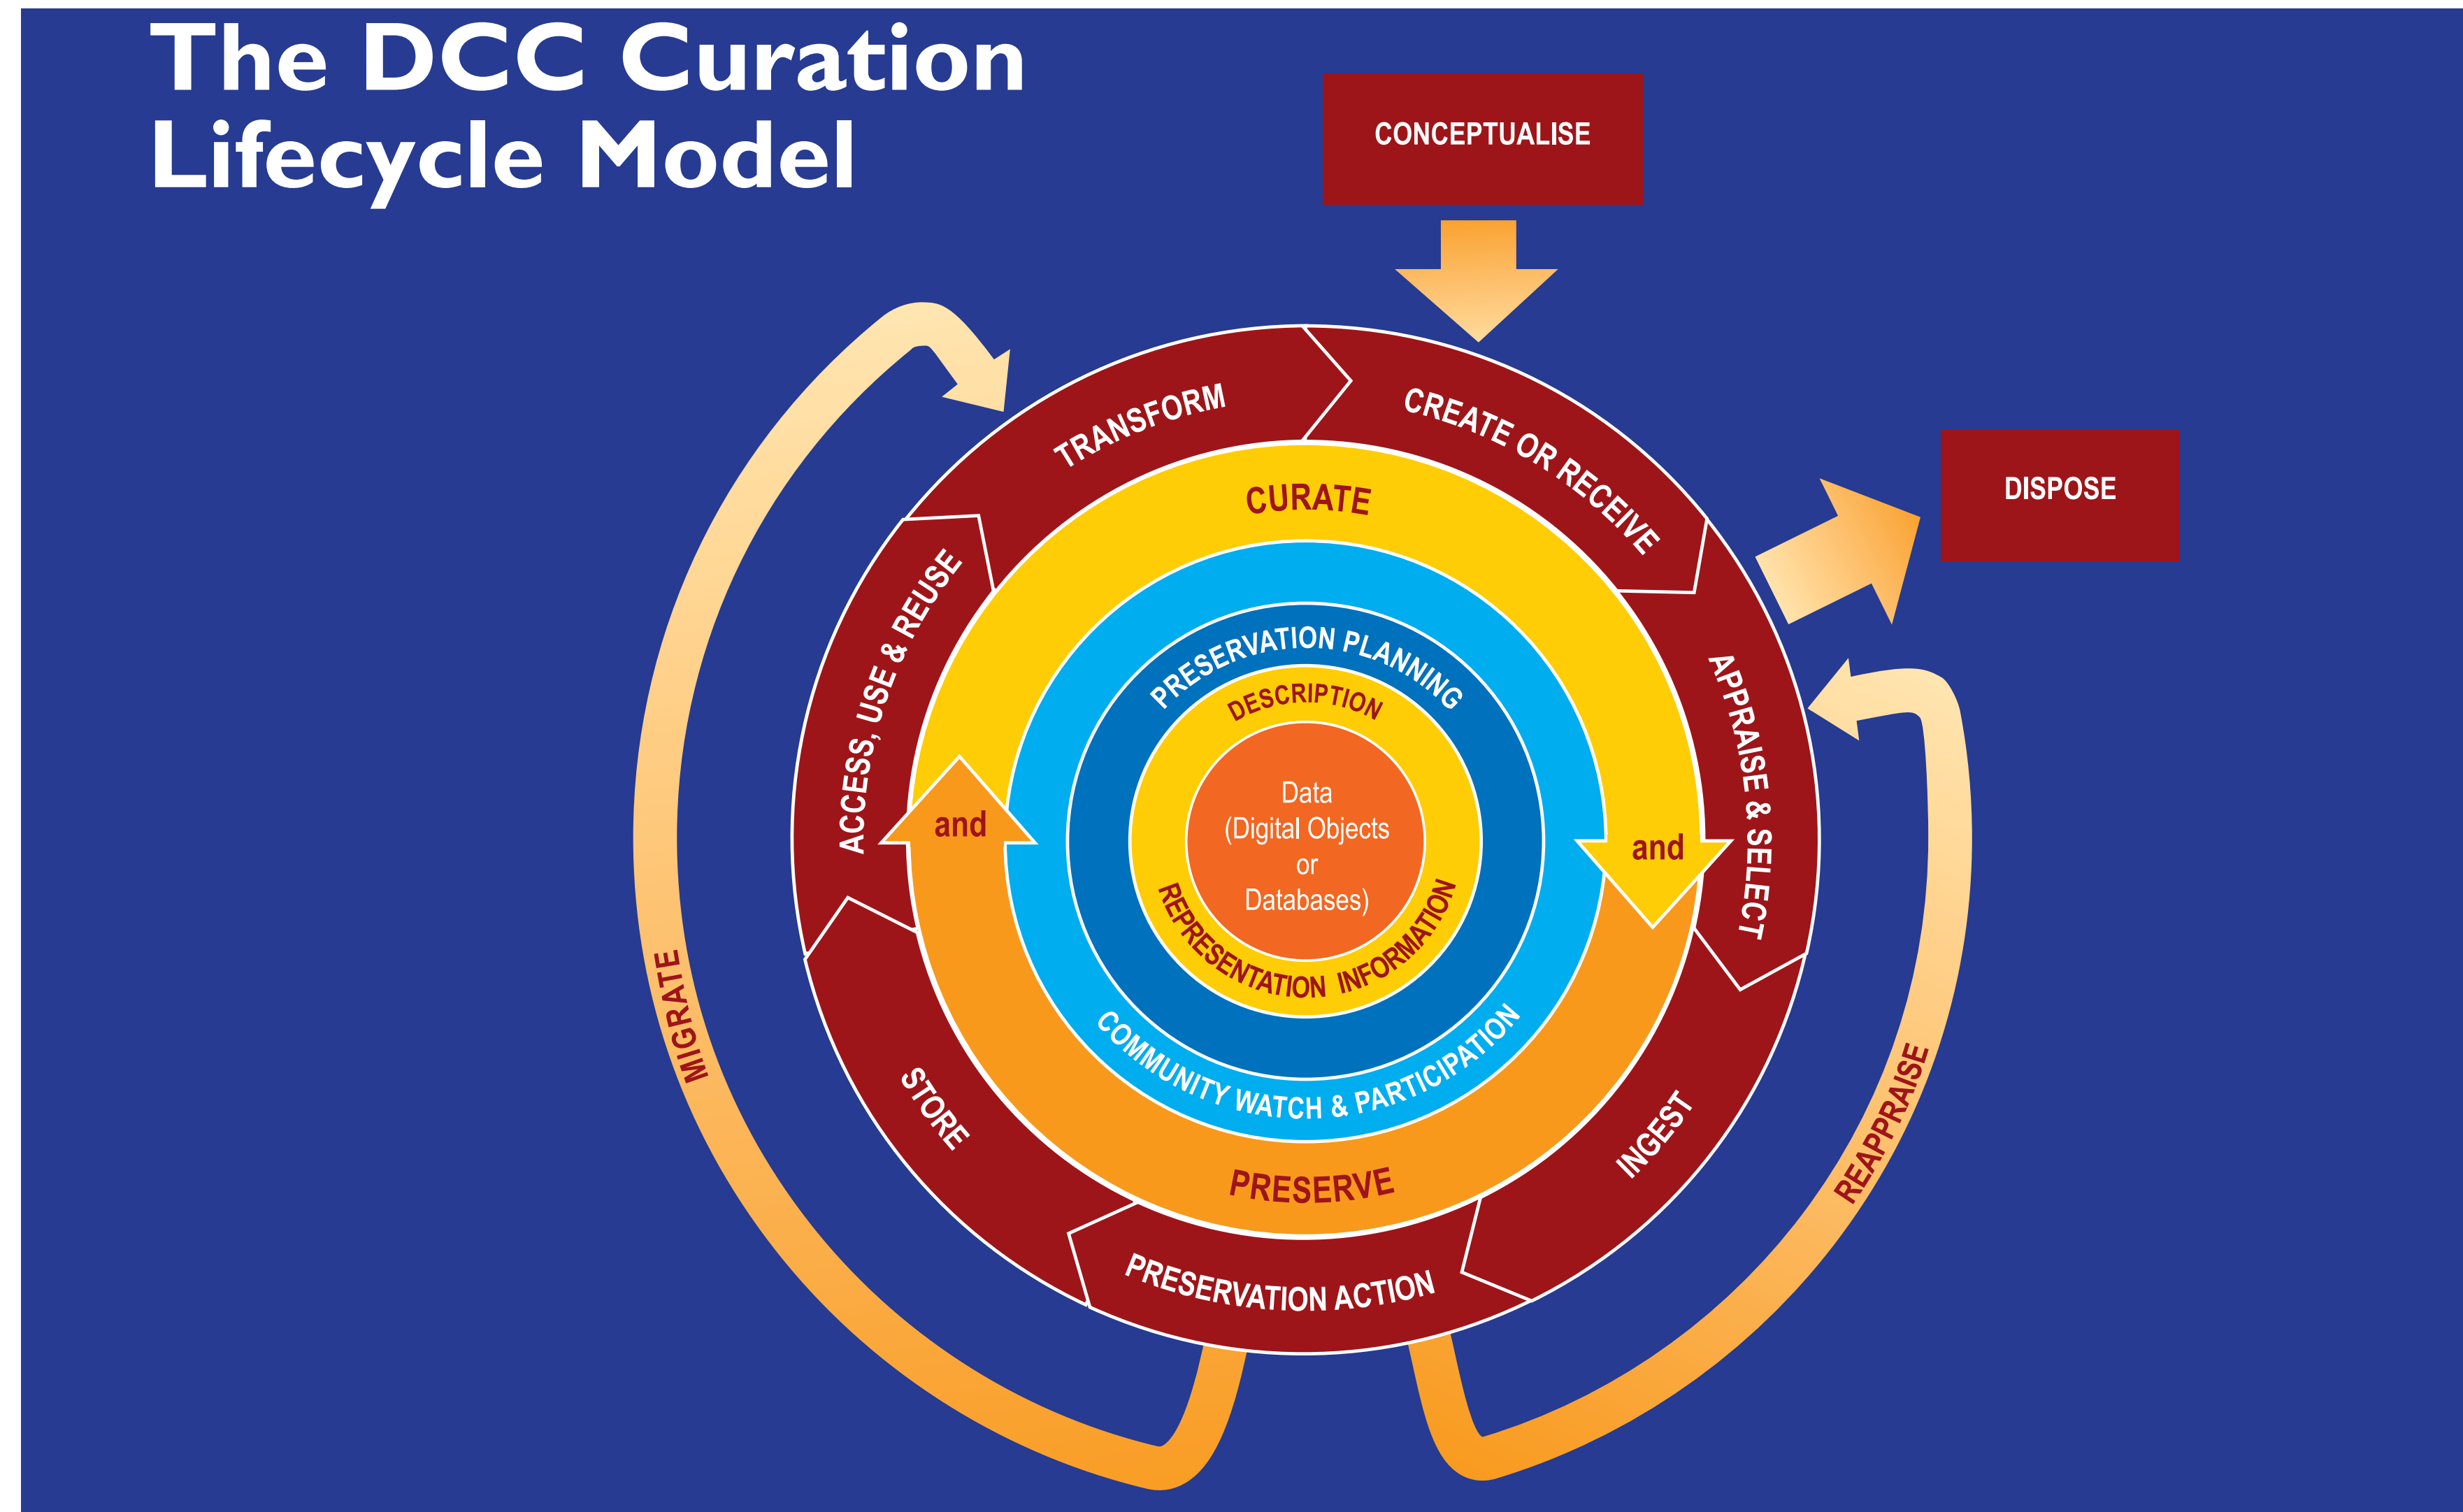 The DCC Curation
Lifecycle Model
CONCEPTUALISE
DISPOSE
TRANSFORM
CREATE OR RECEIVE
APPRAISE & SELECT
INGEST
PRESERVATION ACTION
STORE
ACCESS, USE & REUSE
CURATE
and
PRESERVE
and
PRESERVATION PLANNING
COMMUNITY WATCH & PARTICIPATION
DESCRIPTION
REPRESENTATION INFORMATION
Data
(Digital Objects
or
Databases)
MIGRATE
REAPPRAISE